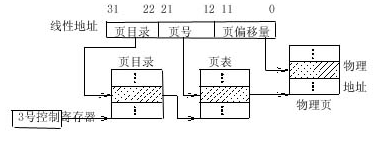 31 22 21 12 11 0
线性地址 页目录 页号 页偏移量
页目录 页表 物理
地址
3号控制寄存器 物理页